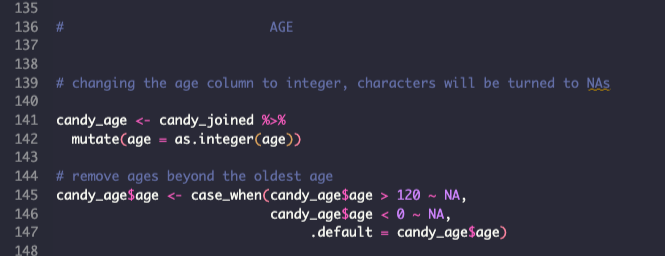 135
136 # AGE
137
138
139 # changing the age column to integer, characters will be turned to NAs
140
141 candy_age <- candy_joined %>%
142 mutate(age = as.integer(age))
143
144 # remove ages beyond the oldest age
145 candy_age$age <- case_when(candy_age$age > 120 ~ NA,
146 candy_age$age < 0 ~ NA,
147 .default = candy_age$age)
148